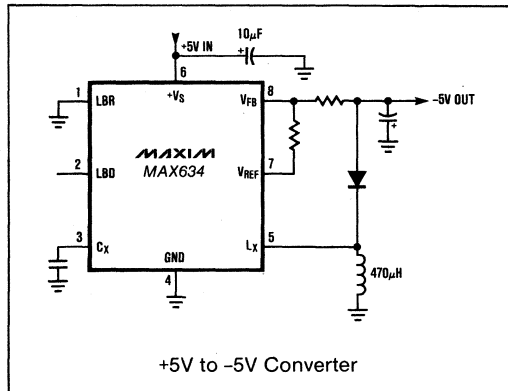 +5V IN
10µF
+
6
+VS
1
LBR
8
VFB
-5V OUT
+
MAXIM
MAX634
2
LBD
7
VREF
3
CX
5
LX
GND
4
470µH
+5V to -5V Converter